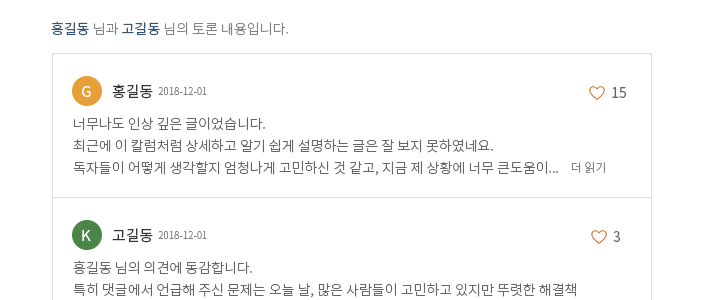 홍길동 님과 고길동 님의 토론 내용입니다.
G 홍길동 2018-12-01 15
너무나도 인상 깊은 글이었습니다.
최근에 이 칼럼처럼 상세하고 알기 쉽게 설명하는 글은 잘 보지 못하였네요.
독자들이 어떻게 생각할지 엄청나게 고민하신 것 같고, 지금 제 상황에 너무 큰도움이... 더 읽기
K 고길동 2018-12-01 3
홍길동 님의 의견에 동감합니다.
특히 댓글에서 언급해 주신 문제는 오늘 날, 많은 사람들이 고민하고 있지만 뚜렷한 해결책